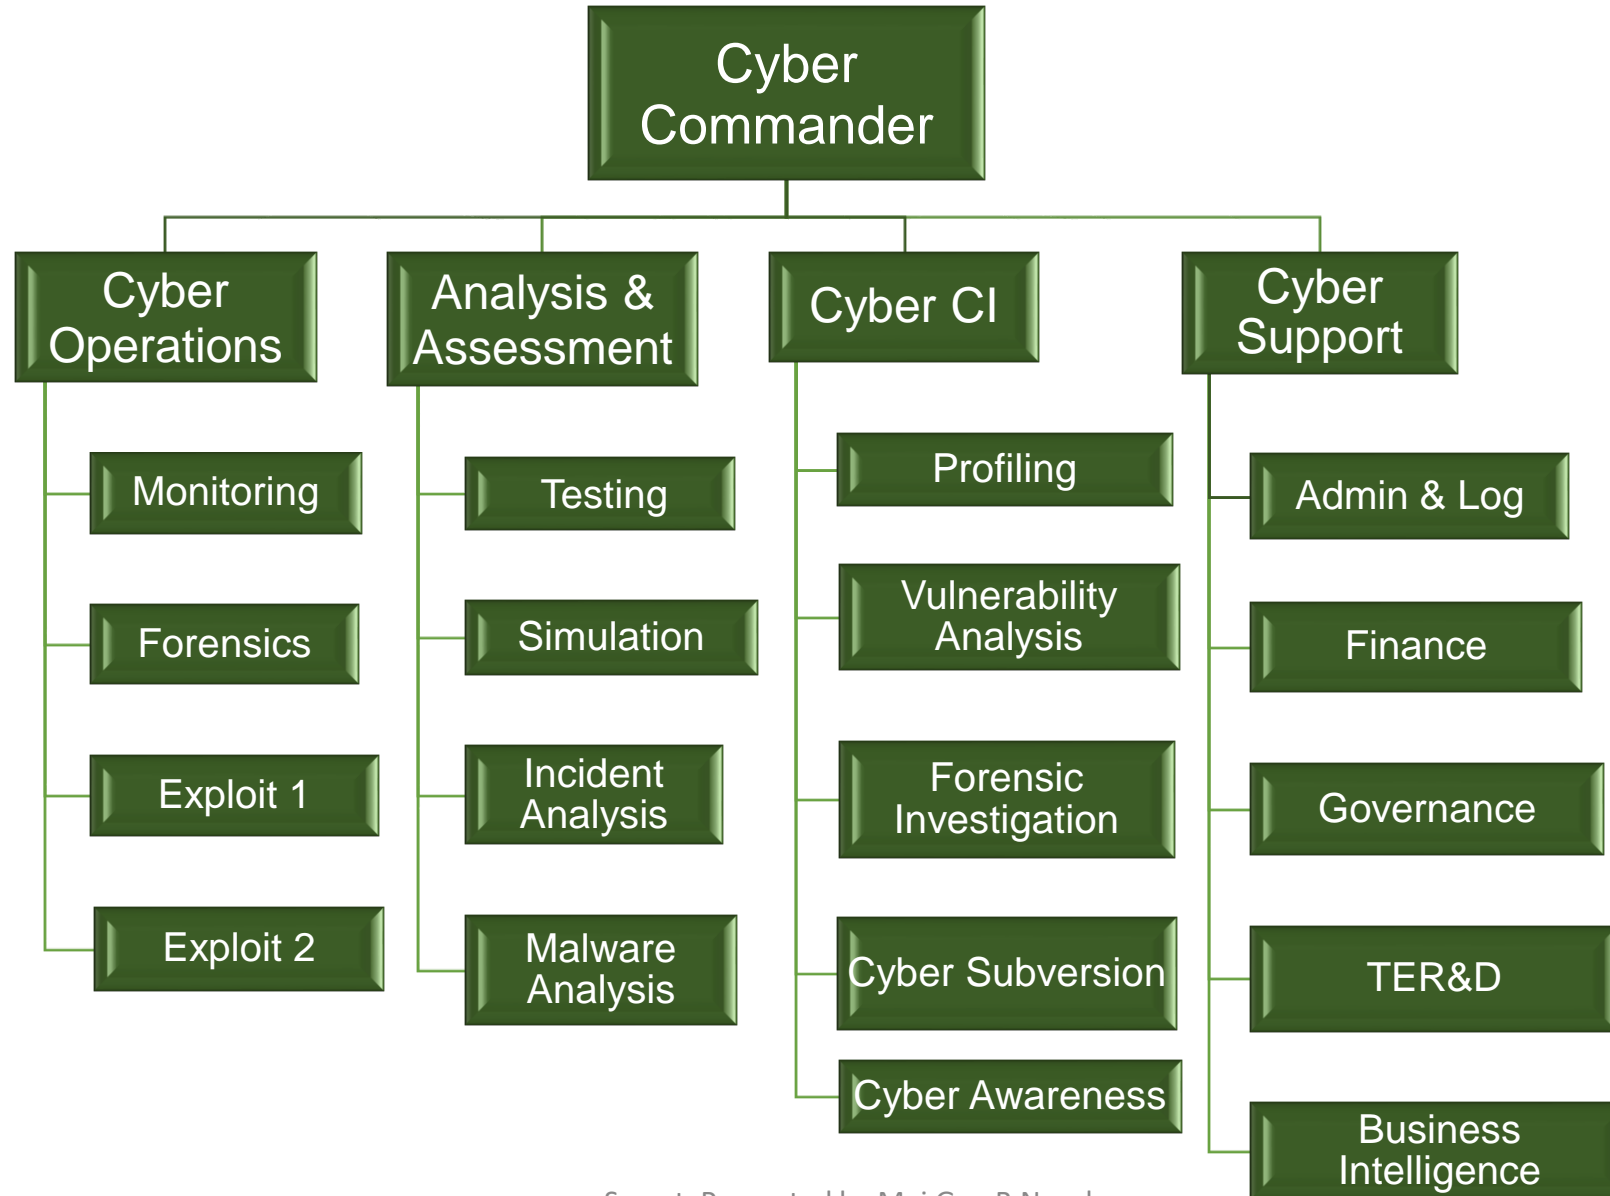 Cyber
Commander
Cyber
Operations
Monitoring
Forensics
Exploit 1
Exploit 2
Analysis &
Assessment
Testing
Simulation
Incident
Analysis
Malware
Analysis
Cyber CI
Profiling
Vulnerability
Analysis
Forensic
Investigation
Cyber Subversion
Cyber Awareness
Cyber
Support
Admin & Log
Finance
Governance
TER&D
Business
Intelligence